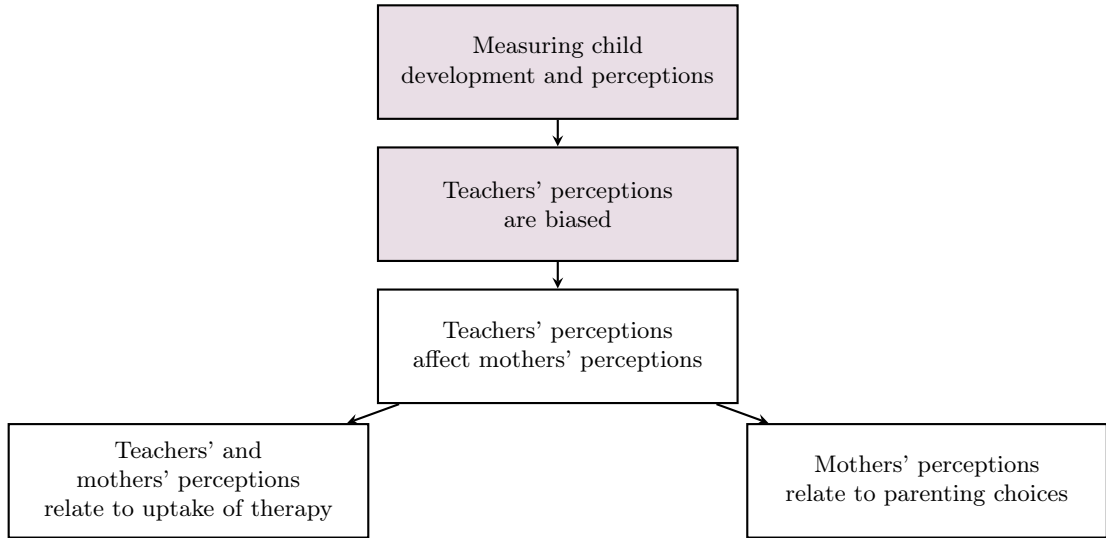 Measuring child
development and perceptions
Teachers’ perceptions
are biased
Teachers’ perceptions
affect mothers’ perceptions
Teachers’ and
mothers’ perceptions
relate to uptake of therapy
Mothers’ perceptions
relate to parenting choices